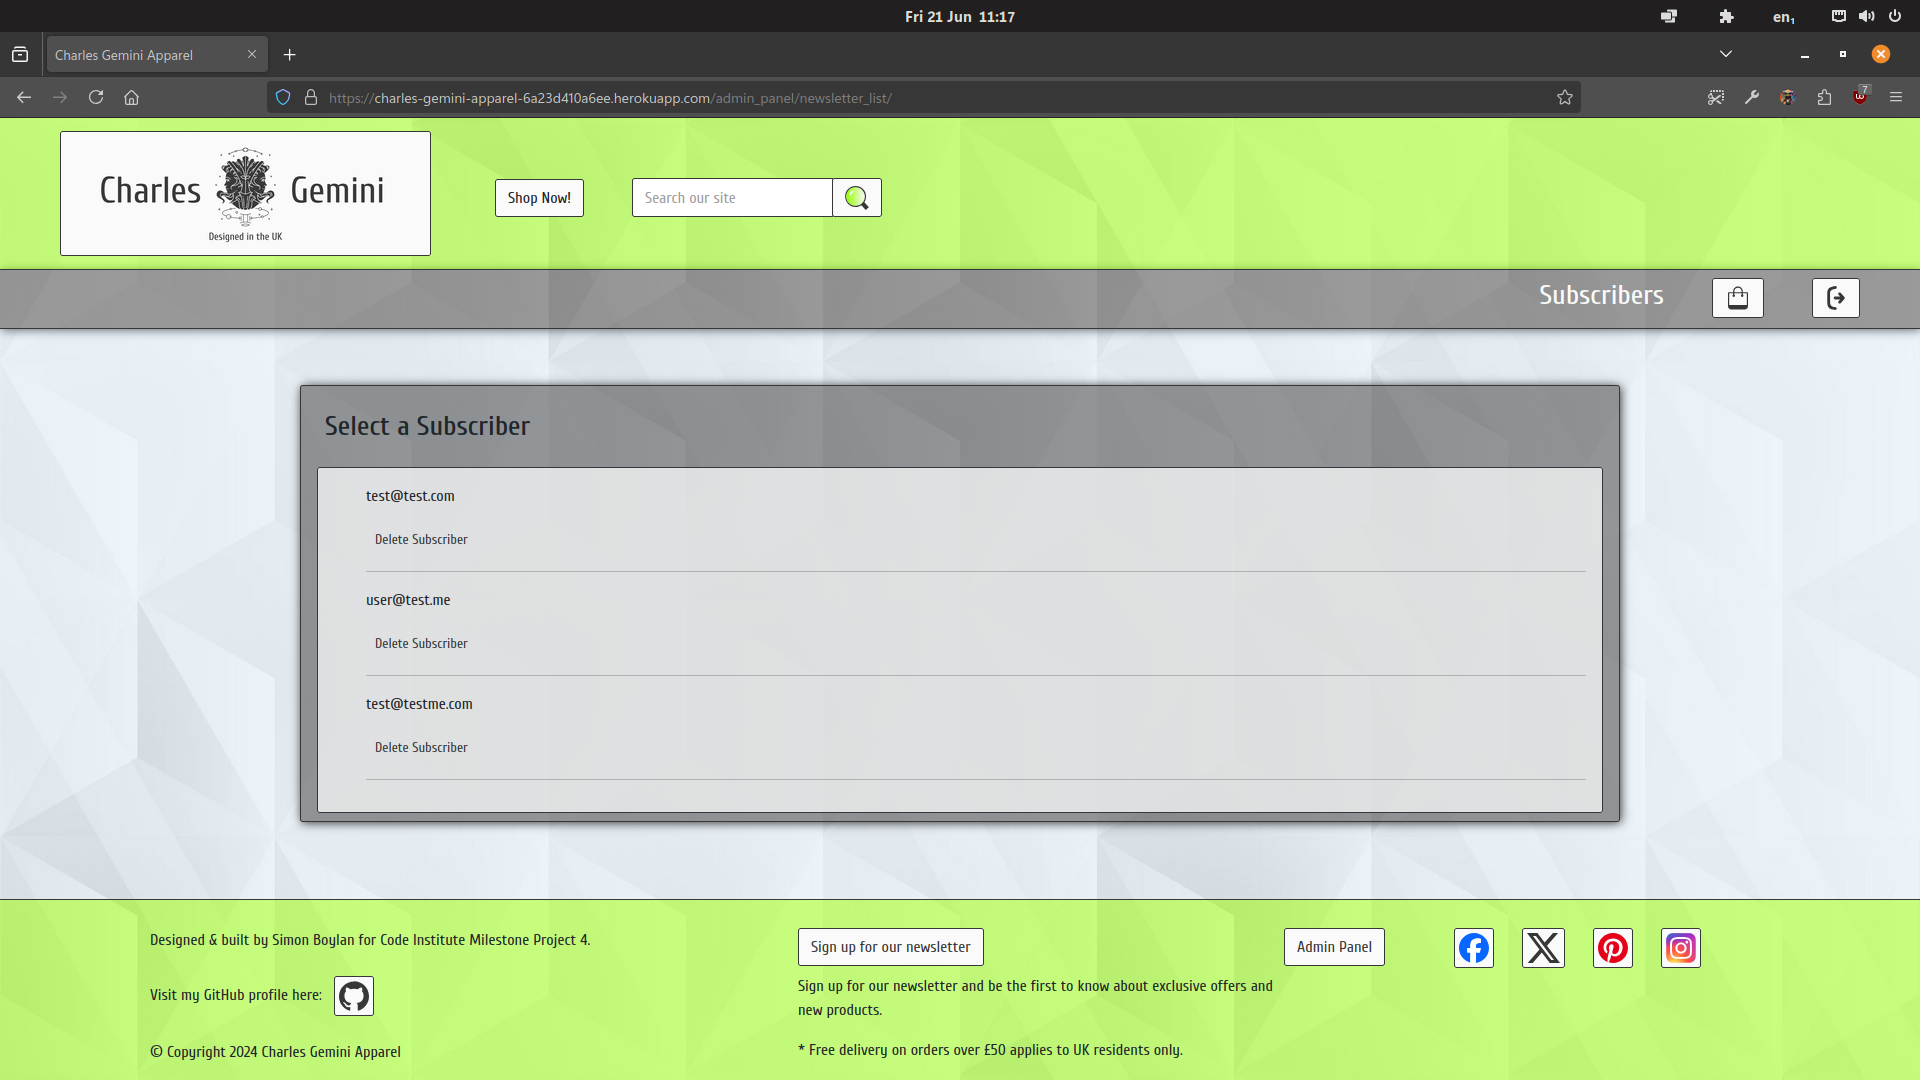 Fri 21 Jun 11:17
en₁
Charles Gemini Apparel
https://charles-gemini-apparel-6a23d410a6ee.herokuapp.com/admin_panel/newsletter_list/
7
Charles Gemini
Designed in the UK
Shop Now!
Search our site
Subscribers
Select a Subscriber
test@test.com
Delete Subscriber
user@test.me
Delete Subscriber
test@testme.com
Delete Subscriber
Designed & built by Simon Boylan for Code Institute Milestone Project 4.
Visit my GitHub profile here:
© Copyright 2024 Charles Gemini Apparel
Sign up for our newsletter
Sign up for our newsletter and be the first to know about exclusive offers and
new products.
* Free delivery on orders over £50 applies to UK residents only.
Admin Panel